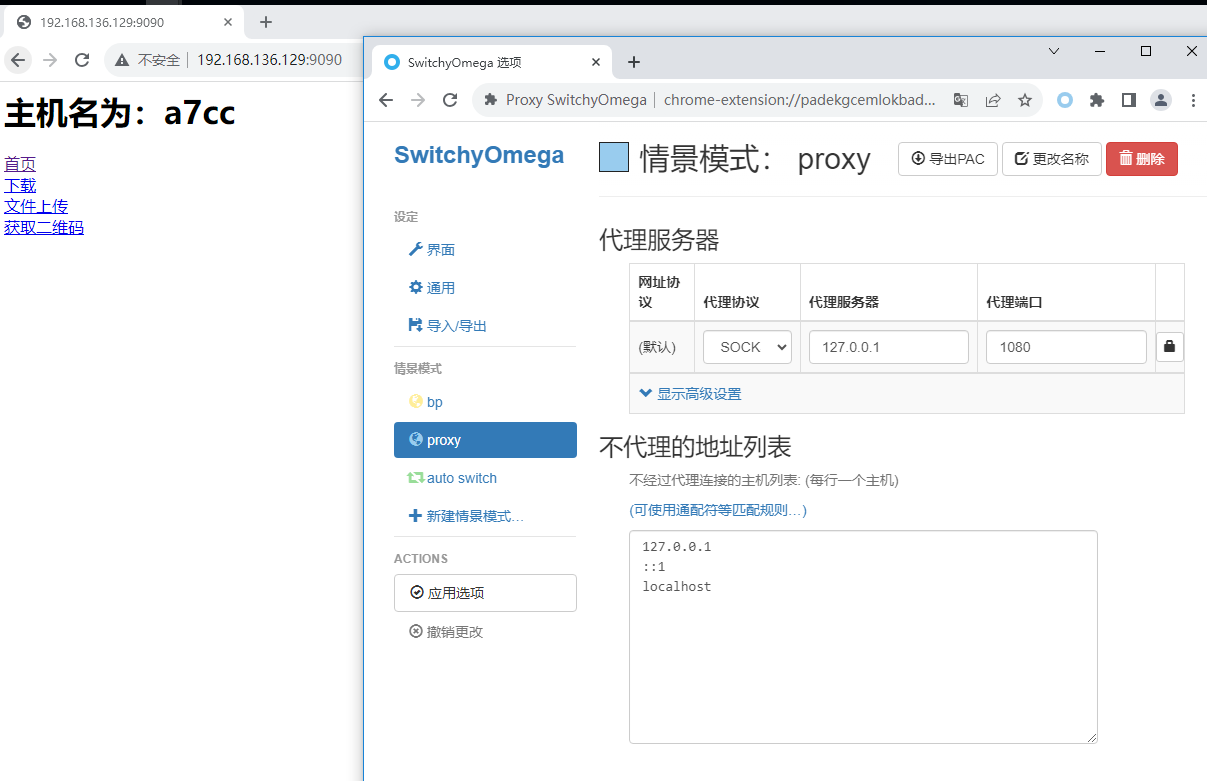 192.168.136.129:9090
不安全 192.168.136.129:9090
主机名为：a7cc
首页
下载
文件上传
获取二维码
SwitchyOmega 选项
Proxy SwitchyOmega chrome-extension://padekgcemlokbad...
SwitchyOmega
设定
界面
通用
导入/导出
情景模式
bp
proxy
auto switch
新建情景模式…
ACTIONS
应用选项
撤销更改
情景模式： proxy
导出PAC 更改名称 删除
代理服务器
网址协议 代理协议 代理服务器 代理端口
(默认) SOCK 127.0.0.1 1080
显示高级设置
不代理的地址列表
不经过代理连接的主机列表: (每行一个主机)
(可使用通配符等匹配规则…)
127.0.0.1
::1
localhost